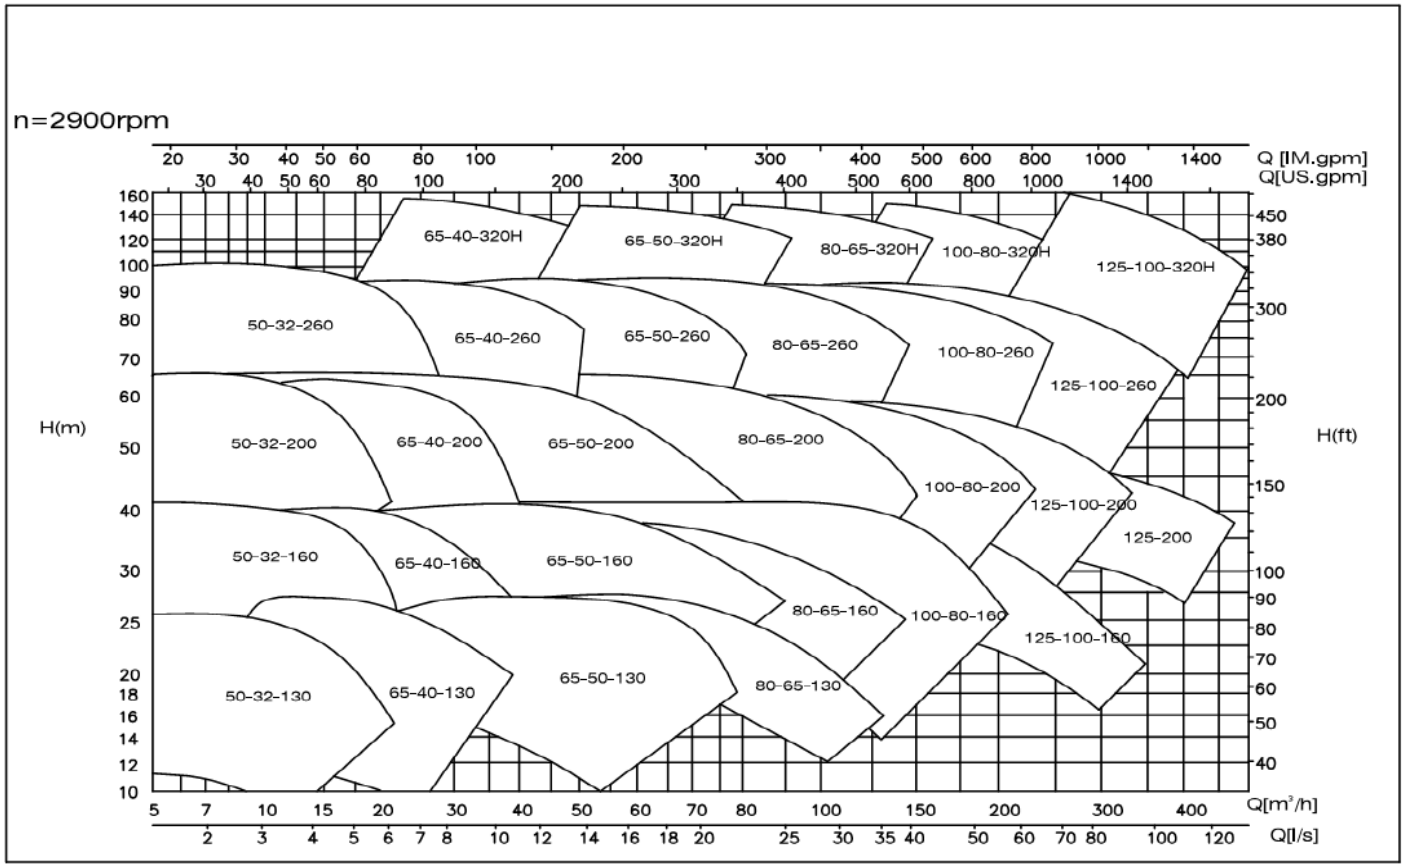 n=2900rpm
20 30 40 50 60 80 100 200 300 400 500 600 800 1000 1400 Q [IM.gpm]
30 40 50 60 80 100 200 300 400 600 800 1000 1400 Q[US.gpm]
160 450
140
65-40-320H 65-50-320H 80-65-320H 100-80-320H
120 380
100 125-100-320H
90 300
80 50-32-260 65-40-260 65-50-260 80-65-260 100-80-260
70 125-100-260
60 200
H(m) H(ft)
50 50-32-200 65-40-200 65-50-200 80-65-200
100-80-200 150
40 125-100-200
125-200
50-32-160 65-40-160 65-50-160
30 100
90
25 80-65-160 100-80-160 80
125-100-160 70
20 65-50-130 60
18 50-32-130 65-40-130 80-65-130
16 50
14
12 40
10
5 7 10 15 20 30 40 50 60 70 80 100 150 200 300 400 Q[m³/h]
2 3 4 5 6 7 8 10 12 14 16 18 20 25 30 35 40 50 60 70 80 100 120 Q[l/s]